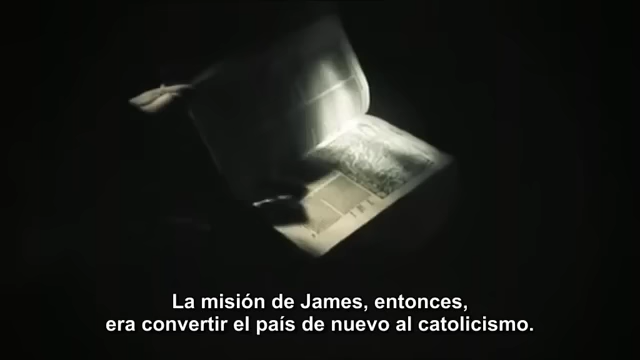 La misión de James, entonces,
era convertir el país de nuevo al catolicismo.